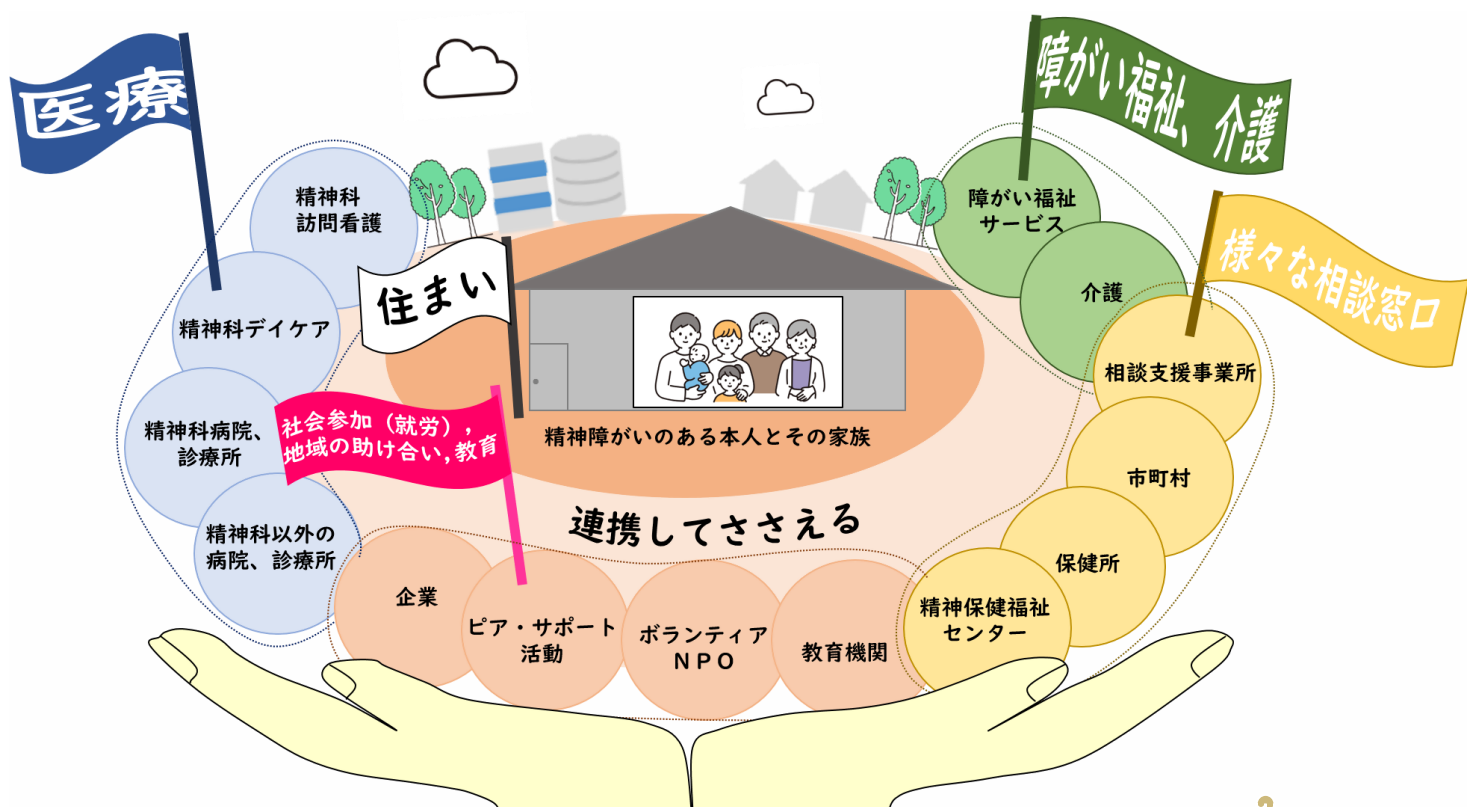 医療
精神科
訪問看護
精神科デイケア
精神科病院、
診療所
精神科以外の
病院、診療所
住まい
社会参加（就労）,
地域の助け合い,教育
精神障がいのある本人とその家族
連携してささえる
企業
ピア・サポート
活動
ボランティア
ＮＰＯ
教育機関
障がい福祉、介護
障がい福祉
サービス
介護
様々な相談窓口
相談支援事業所
市町村
保健所
精神保健福祉
センター